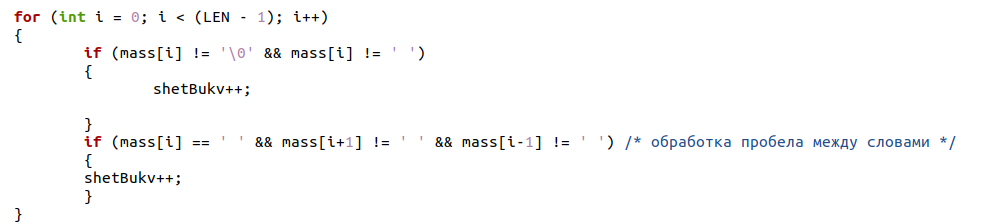 for (int i = 0; i < (LEN - 1); i++)
{
if (mass[i] != '\0' && mass[i] != ' ')
{
shetBukv++;
}
if (mass[i] == ' ' && mass[i+1] != ' ' && mass[i-1] != ' ') /* обработка пробела между словами */
{
shetBukv++;
}
}